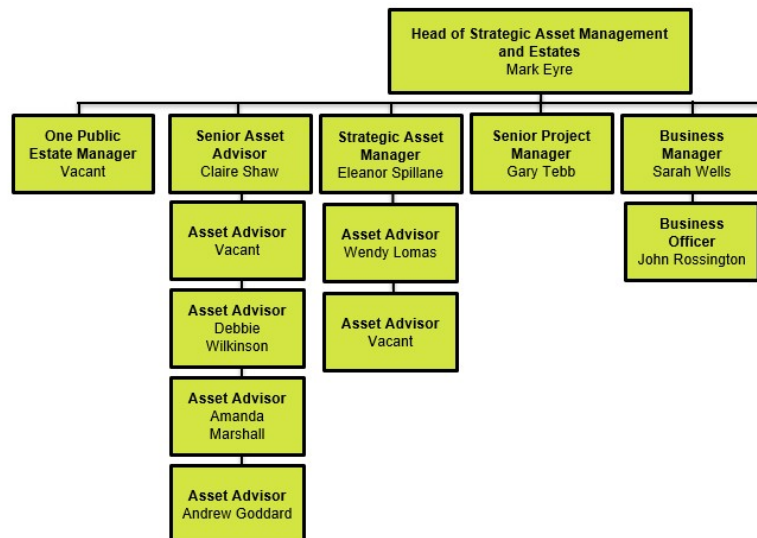 Head of Strategic Asset Management
and Estates
Mark Eyre
One Public
Estate Manager
Vacant
Senior Asset
Advisor
Claire Shaw
Strategic Asset
Manager
Eleanor Spillane
Senior Project
Manager
Gary Tebb
Business
Manager
Sarah Wells
Asset Advisor
Vacant
Asset Advisor
Wendy Lomas
Business
Officer
John Rossington
Asset Advisor
Debbie
Wilkinson
Asset Advisor
Vacant
Asset Advisor
Amanda
Marshall
Asset Advisor
Andrew Goddard